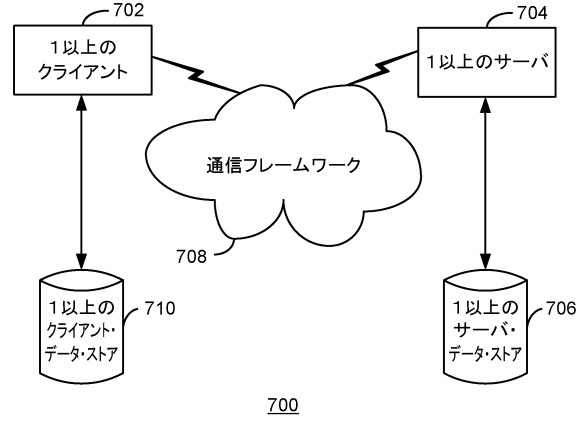 702
1以上の
クライアント
704
1以上のサーバ
通信フレームワーク
708
1以上の
クライアント・
データ・ストア
710
1以上の
サーバ・
データ・ストア
706
700